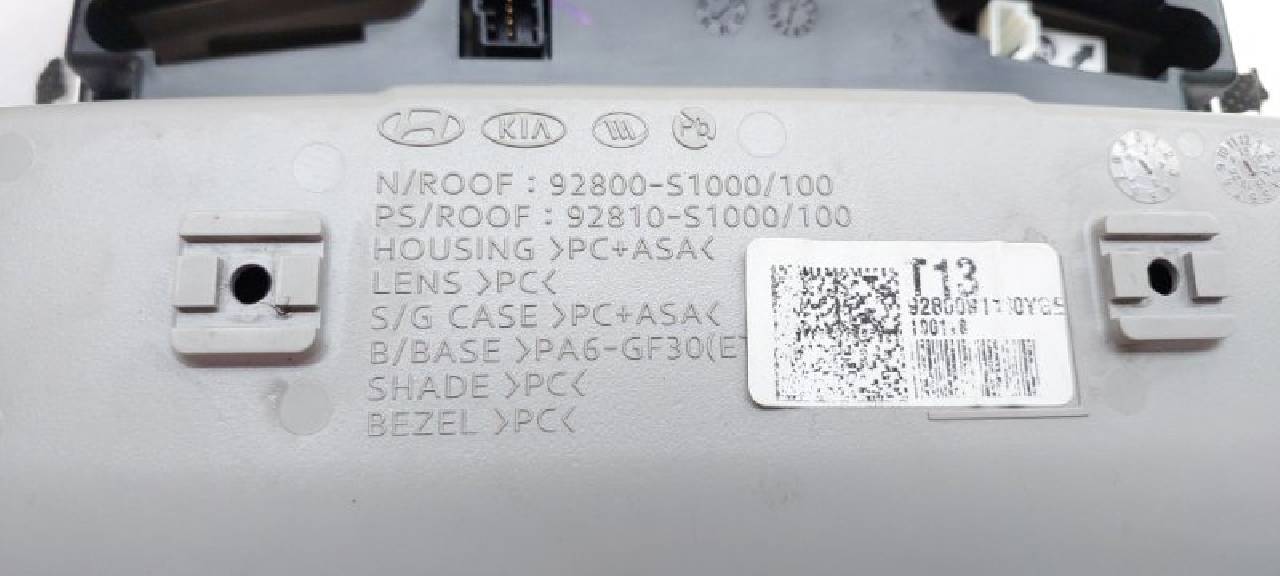 KIA
N/ROOF : 92800-S1000/100
PS/ROOF : 92810-S1000/100
HOUSING >PC+ASA<
LENS >PC<
S/G CASE >PC+ASA<
B/BASE >PA6-GF30(E
SHADE >PC<
BEZEL >PC<
T13